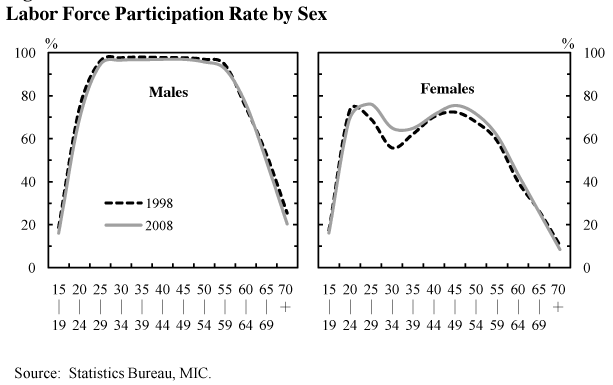 Labor Force Participation Rate by Sex
% %
100 100
80 80
60 60
40 40
20 20
0 0
Males
Females
1998
2008
15 20 25 30 35 40 45 50 55 60 65 70 15 20 25 30 35 40 45 50 55 60 65 70
| | | | | | | | | | | + | | | | | | | | | | | +
19 24 29 34 39 44 49 54 59 64 69 19 24 29 34 39 44 49 54 59 64 69
Source: Statistics Bureau, MIC.